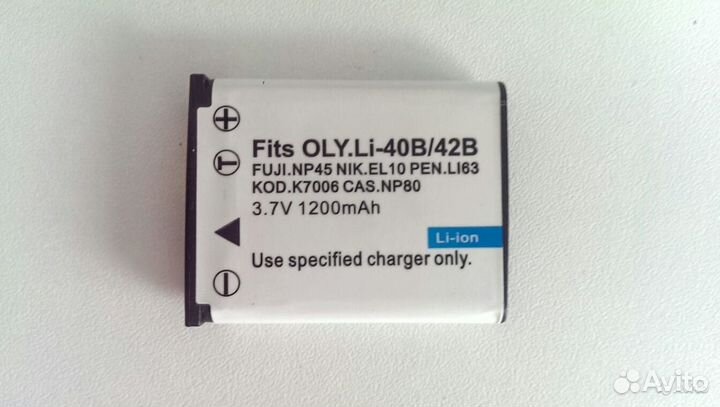 Fits OLY.Li-40B/42B
FUJI.NP45 NIK.EL10 PEN.LI63
KOD.K7006 CAS.NP80
3.7V 1200mAh
Li-ion
Use specified charger only.
+
T
-
Avito